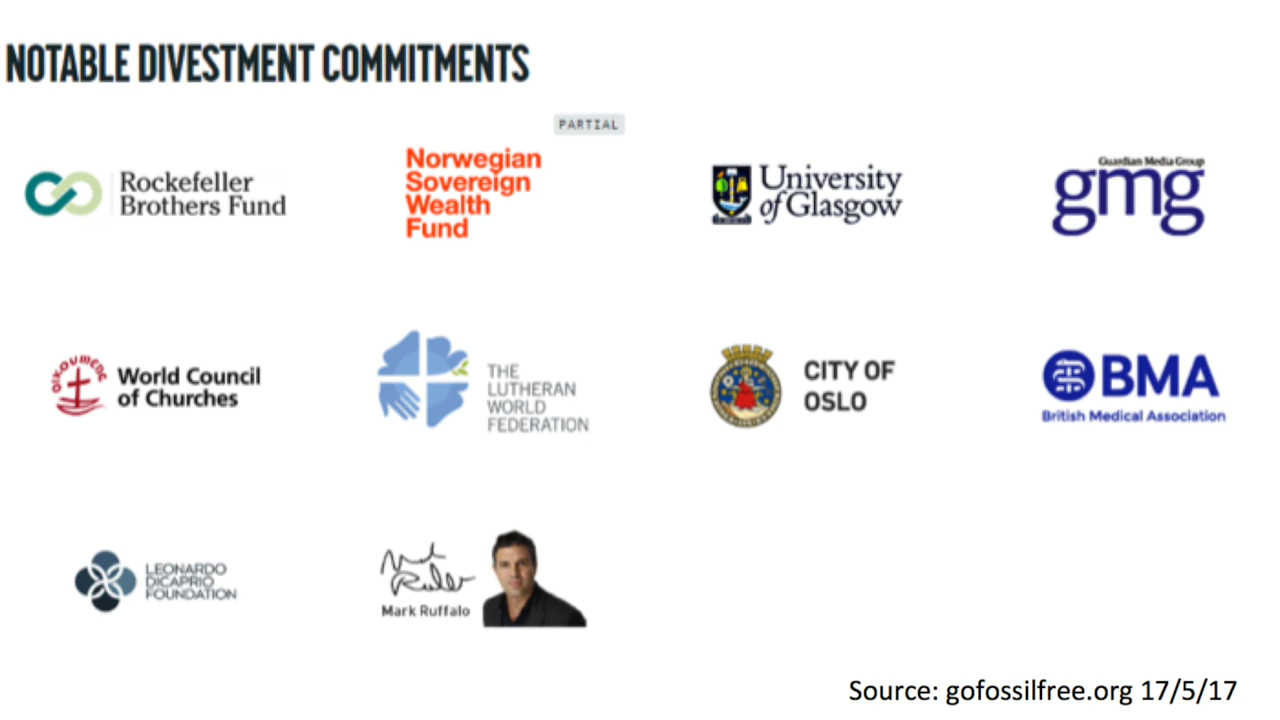 NOTABLE DIVESTMENT COMMITMENTS
PARTIAL
Rockefeller
Brothers Fund
Norwegian
Sovereign
Wealth
Fund
University
of Glasgow
Guardian Media Group
gmg
OIKOUMENE
World Council
of Churches
THE
LUTHERAN
WORLD
FEDERATION
CITY OF
OSLO
BMA
British Medical Association
LEONARDO
DICAPRIO
FOUNDATION
Mark Ruffalo
Source: gofossilfree.org 17/5/17